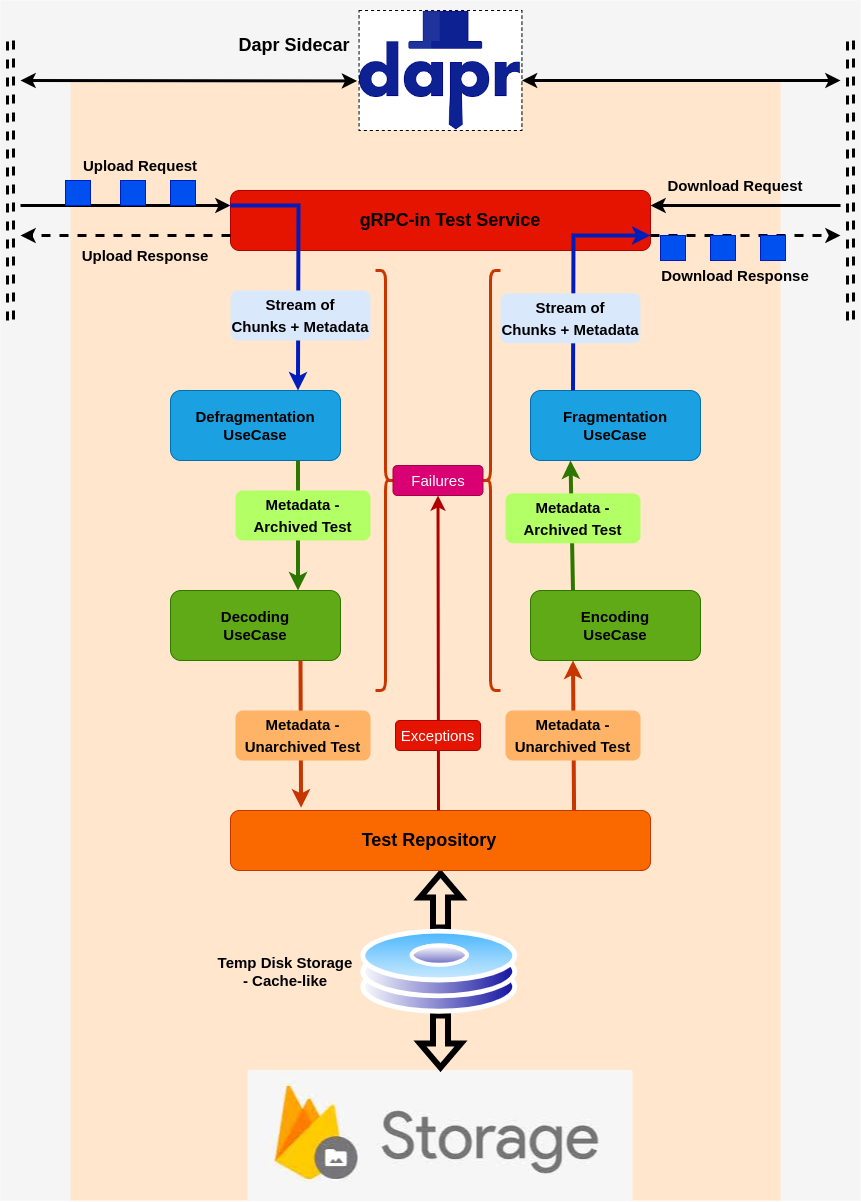 Dapr Sidecar
dapr
Upload Request
Download Request
gRPC-in Test Service
Upload Response
Download Response
Stream of
Chunks + Metadata
Stream of
Chunks + Metadata
Defragmentation
UseCase
Fragmentation
UseCase
Failures
Metadata -
Archived Test
Metadata -
Archived Test
Decoding
UseCase
Encoding
UseCase
Metadata -
Unarchived Test
Exceptions
Metadata -
Unarchived Test
Test Repository
Temp Disk Storage
- Cache-like
Storage